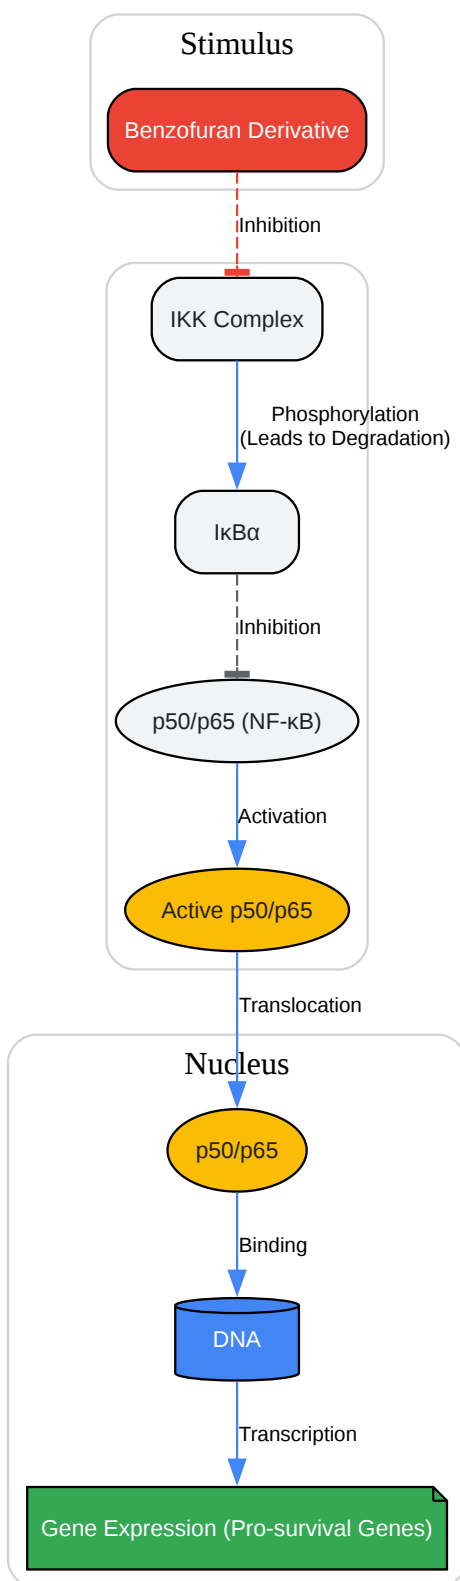 Stimulus
Benzofuran Derivative
Inhibition
IKK Complex
Phosphorylation
(Leads to Degradation)
IκBα
Inhibition
p50/p65 (NF-κB)
Activation
Active p50/p65
Translocation
Nucleus
p50/p65
Binding
DNA
Transcription
Gene Expression (Pro-survival Genes)